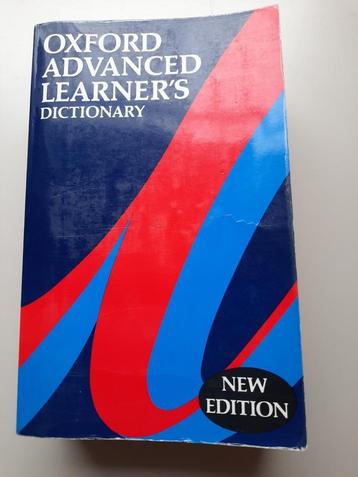 OXFORD
ADVANCED
LEARNER'S
DICTIONARY
NEW
EDITION